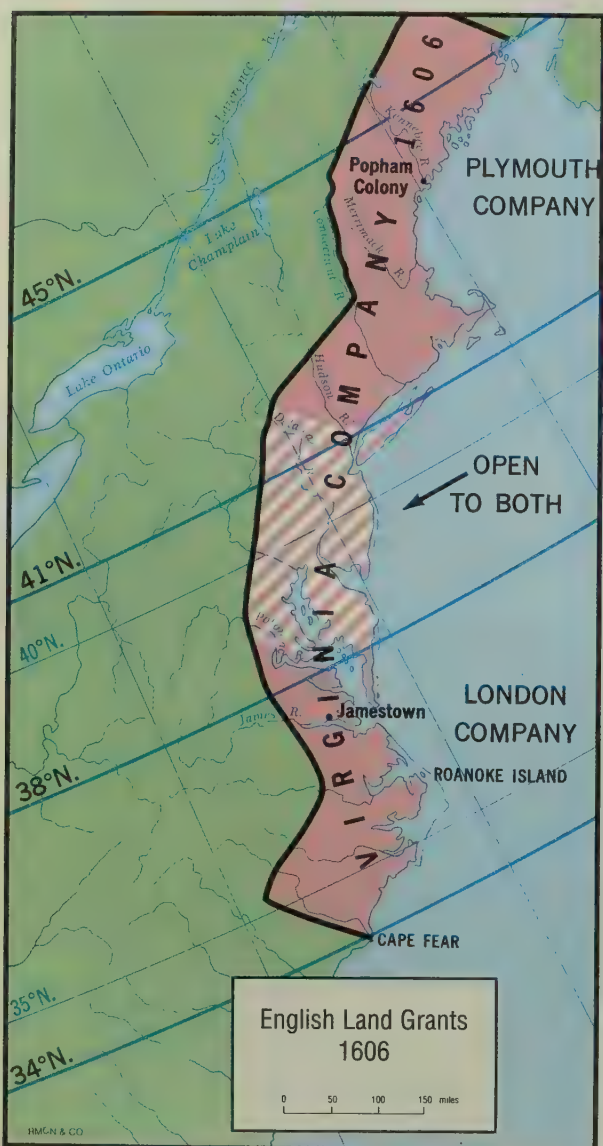 VIRGINIA COMPANY 1606
St. Lawrence R.
Kennebec R.
Popham
Colony
PLYMOUTH
COMPANY
Merrimack
R.
Lake
Champlain
Connecticut R.
45°N.
Lake Ontario
Hudson
R.
OPEN
TO BOTH
41°N.
40°N.
James R.
Jamestown
LONDON
COMPANY
ROANOKE ISLAND
38°N.
CAPE FEAR
35°N.
34°N.
English Land Grants
1606
0 50 100 150 miles
HMCN & CO